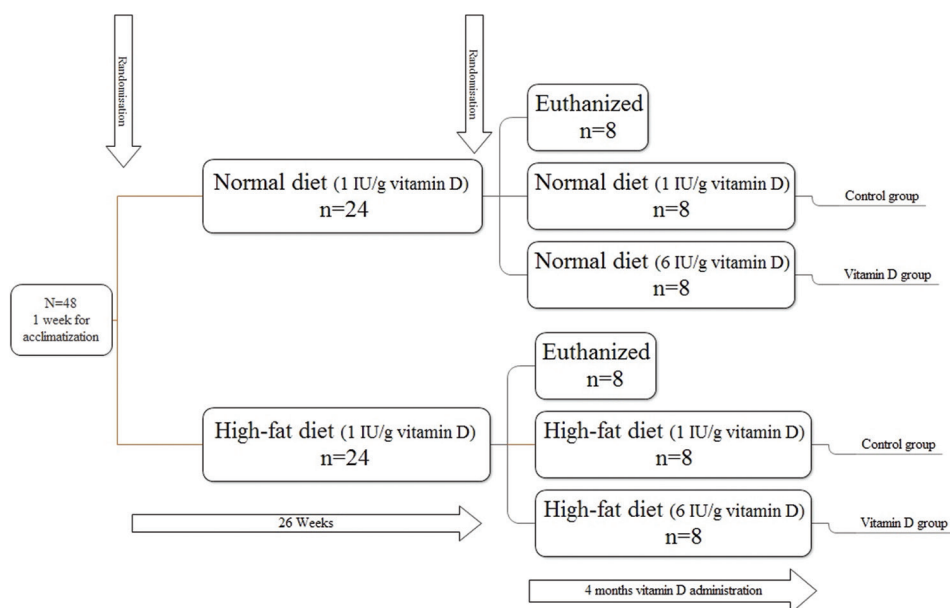 Randomisation
Randomisation
Euthanized
n=8
Normal diet (1 IU/g vitamin D)
n=24
Normal diet (1 IU/g vitamin D)
n=8
Control group
Normal diet (6 IU/g vitamin D)
n=8
Vitamin D group
N=48
1 week for
acclimatization
Euthanized
n=8
High-fat diet (1 IU/g vitamin D)
n=24
High-fat diet (1 IU/g vitamin D)
n=8
Control group
High-fat diet (6 IU/g vitamin D)
n=8
Vitamin D group
26 Weeks
4 months vitamin D administration